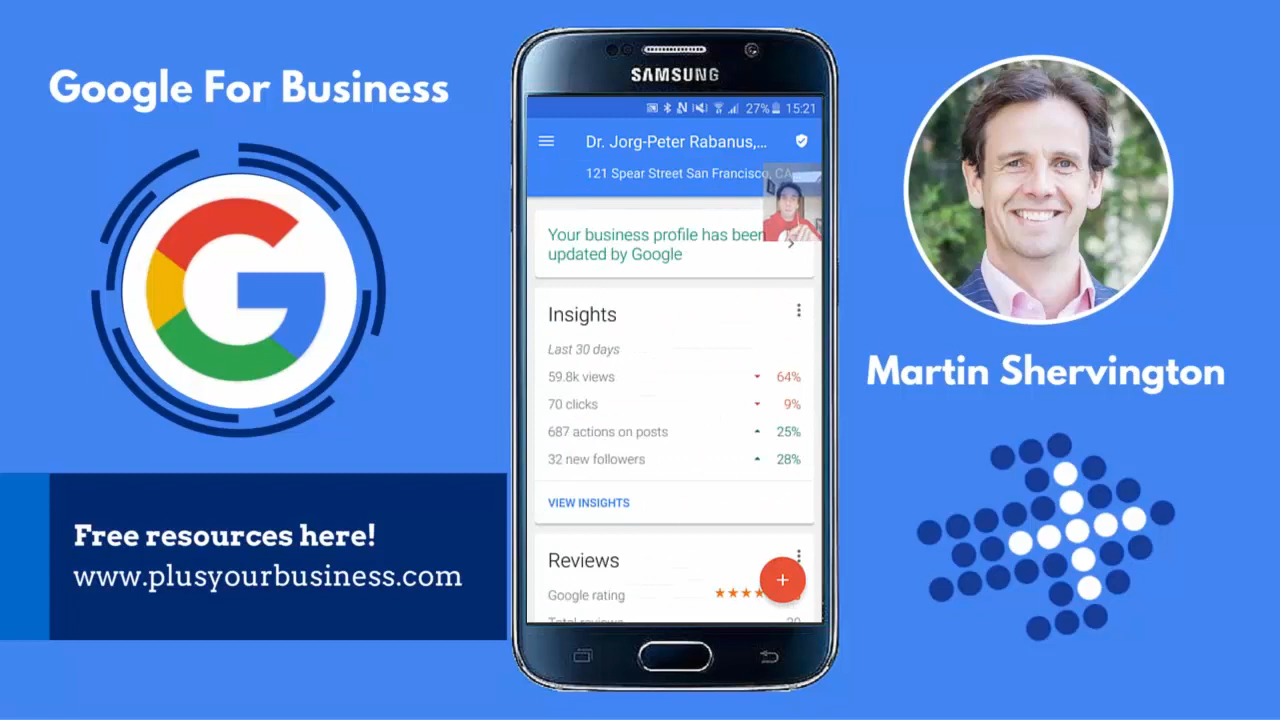 Google For Business
Free resources here!
www.plusyourbusiness.com
SAMSUNG
27% 15:21
Dr. Jorg-Peter Rabanus,...
121 Spear Street San Francisco, CA
Your business profile has been
updated by Google
Insights
Last 30 days
59.8k views 64%
70 clicks 9%
687 actions on posts 25%
32 new followers 28%
VIEW INSIGHTS
Reviews
Google rating
Total reviews
Martin Shervington